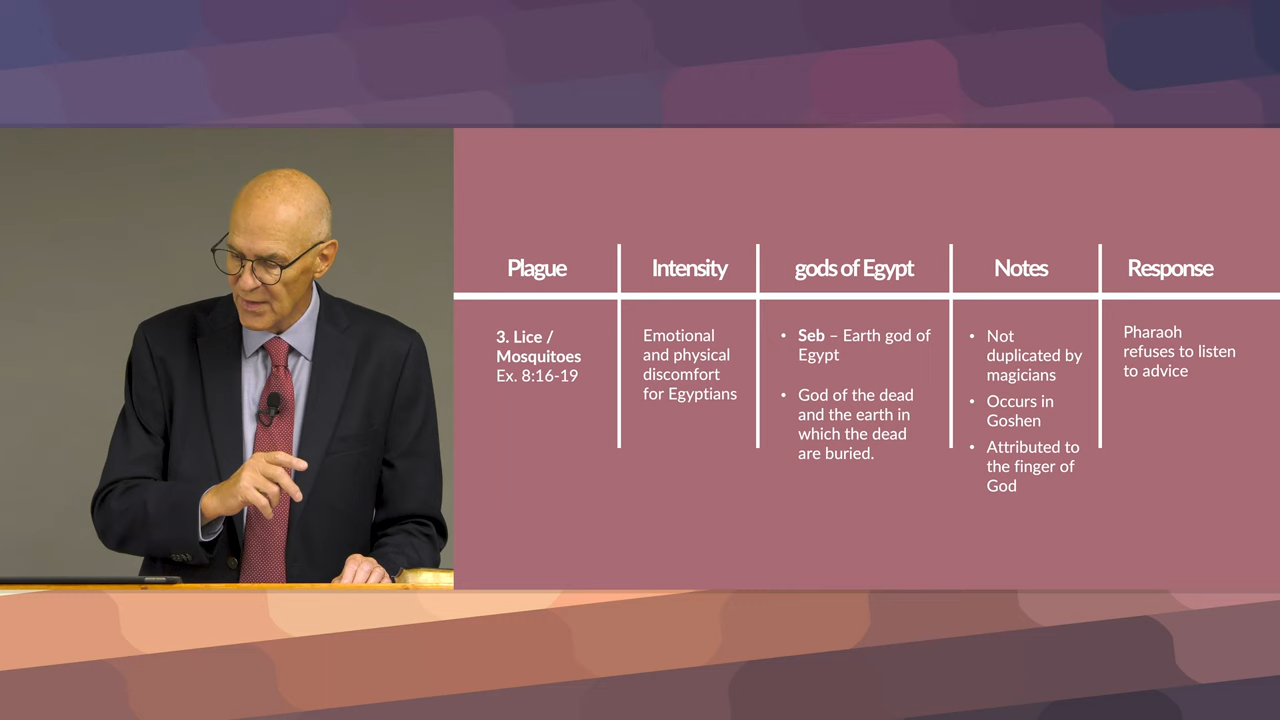 Plague
Intensity
gods of Egypt
Notes
Response
3. Lice /
Mosquitoes
Ex. 8:16-19
Emotional
and physical
discomfort
for Egyptians
• Seb – Earth god of
Egypt
• God of the dead
and the earth in
which the dead
are buried.
• Not
duplicated by
magicians
• Occurs in
Goshen
• Attributed to
the finger of
God
Pharaoh
refuses to listen
to advice